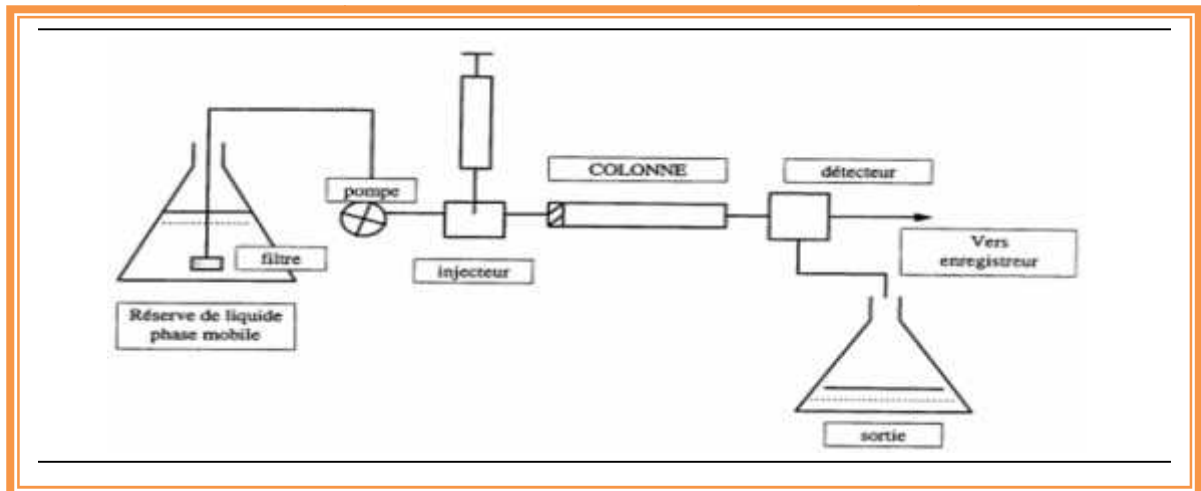 COLONNE
détecteur
pompe
filtre
injecteur
Vers
enregistreur
Réserve de liquide
phase mobile
sortie